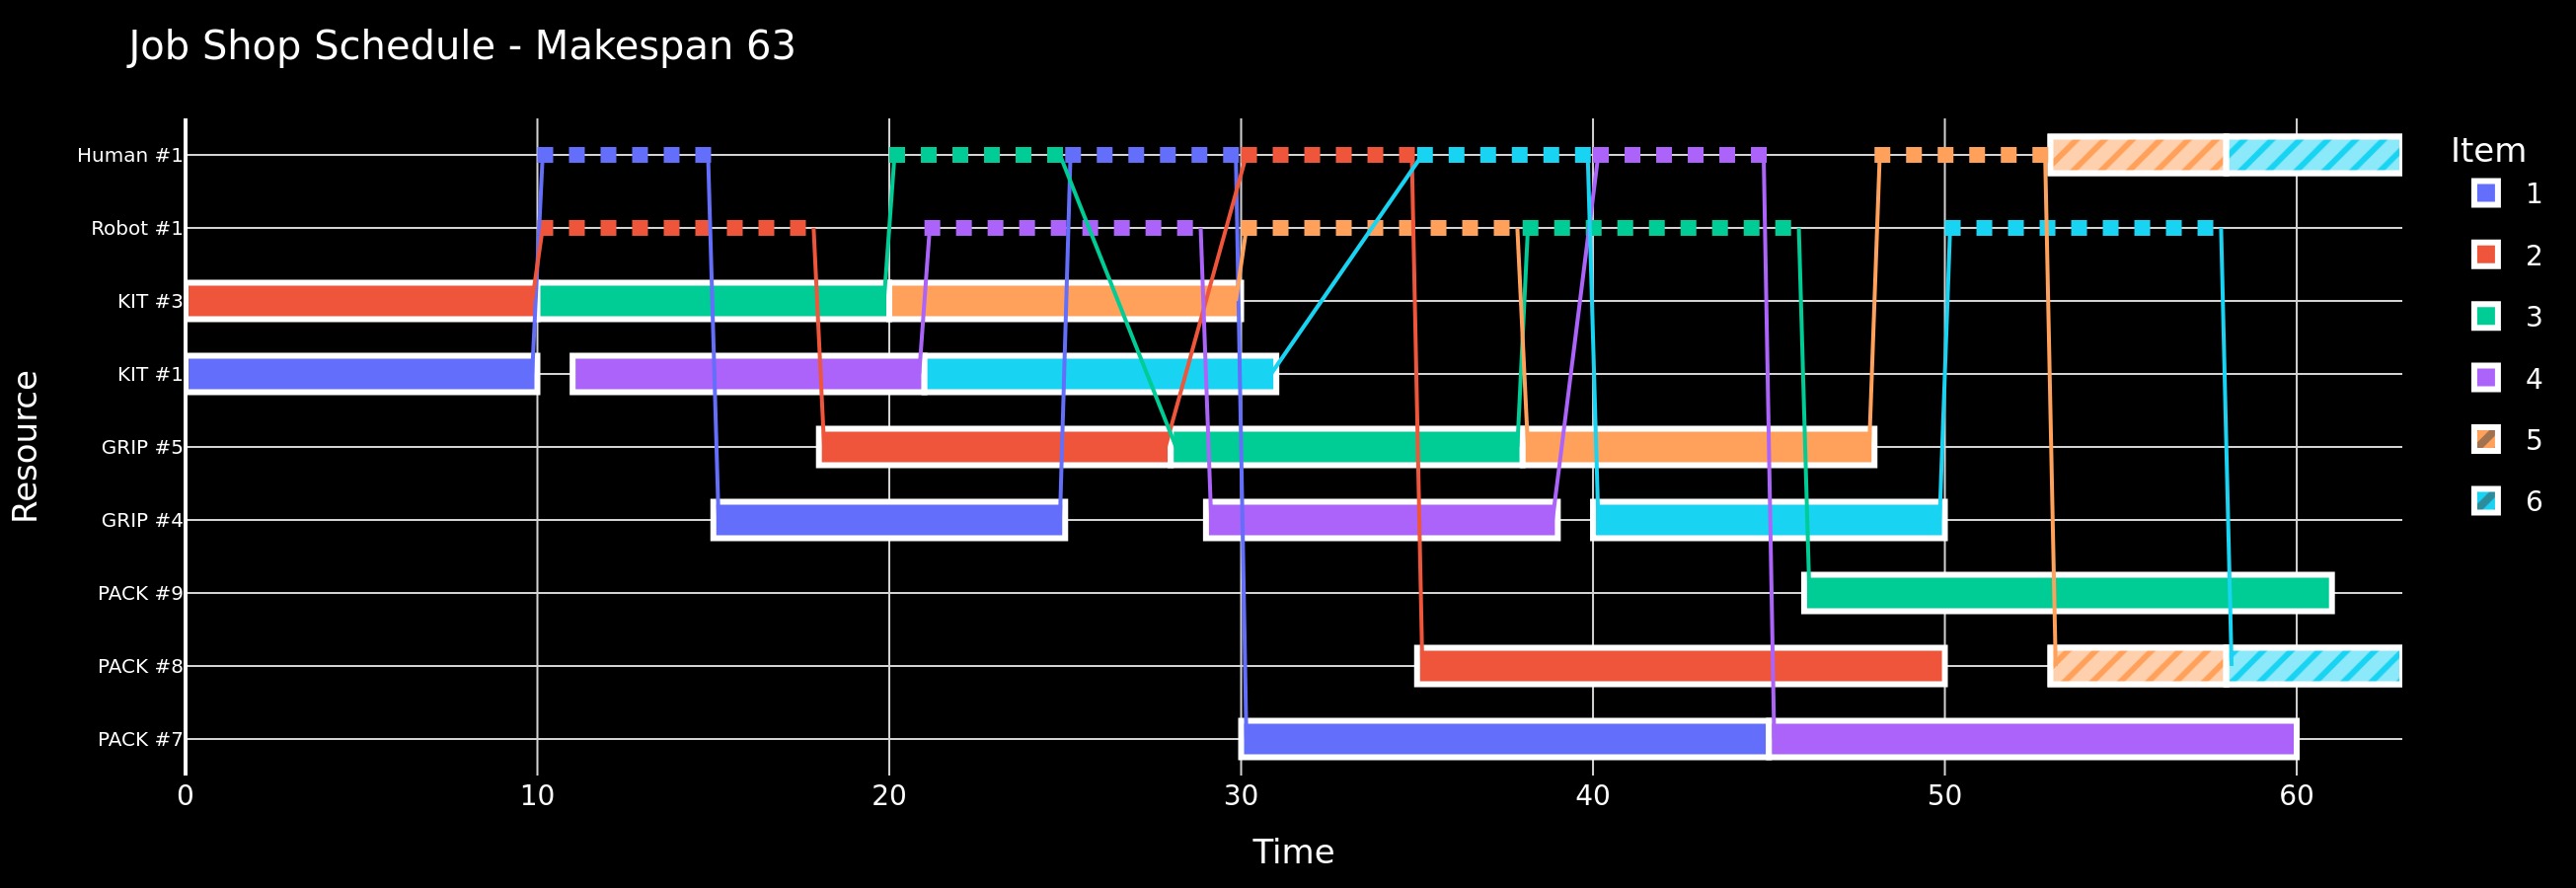 Job Shop Schedule - Makespan 63
Human #1
Robot #1
KIT #3
KIT #1
GRIP #5
GRIP #4
PACK #9
PACK #8
PACK #7
Resource
0 10 20 30 40 50 60
Time
Item
1
2
3
4
5
6